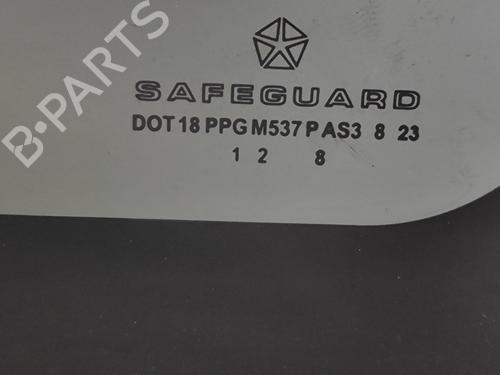 B-PARTS
SAFEGUARD
DOT 18 PPG M537 P AS3 8 23
1 2 8